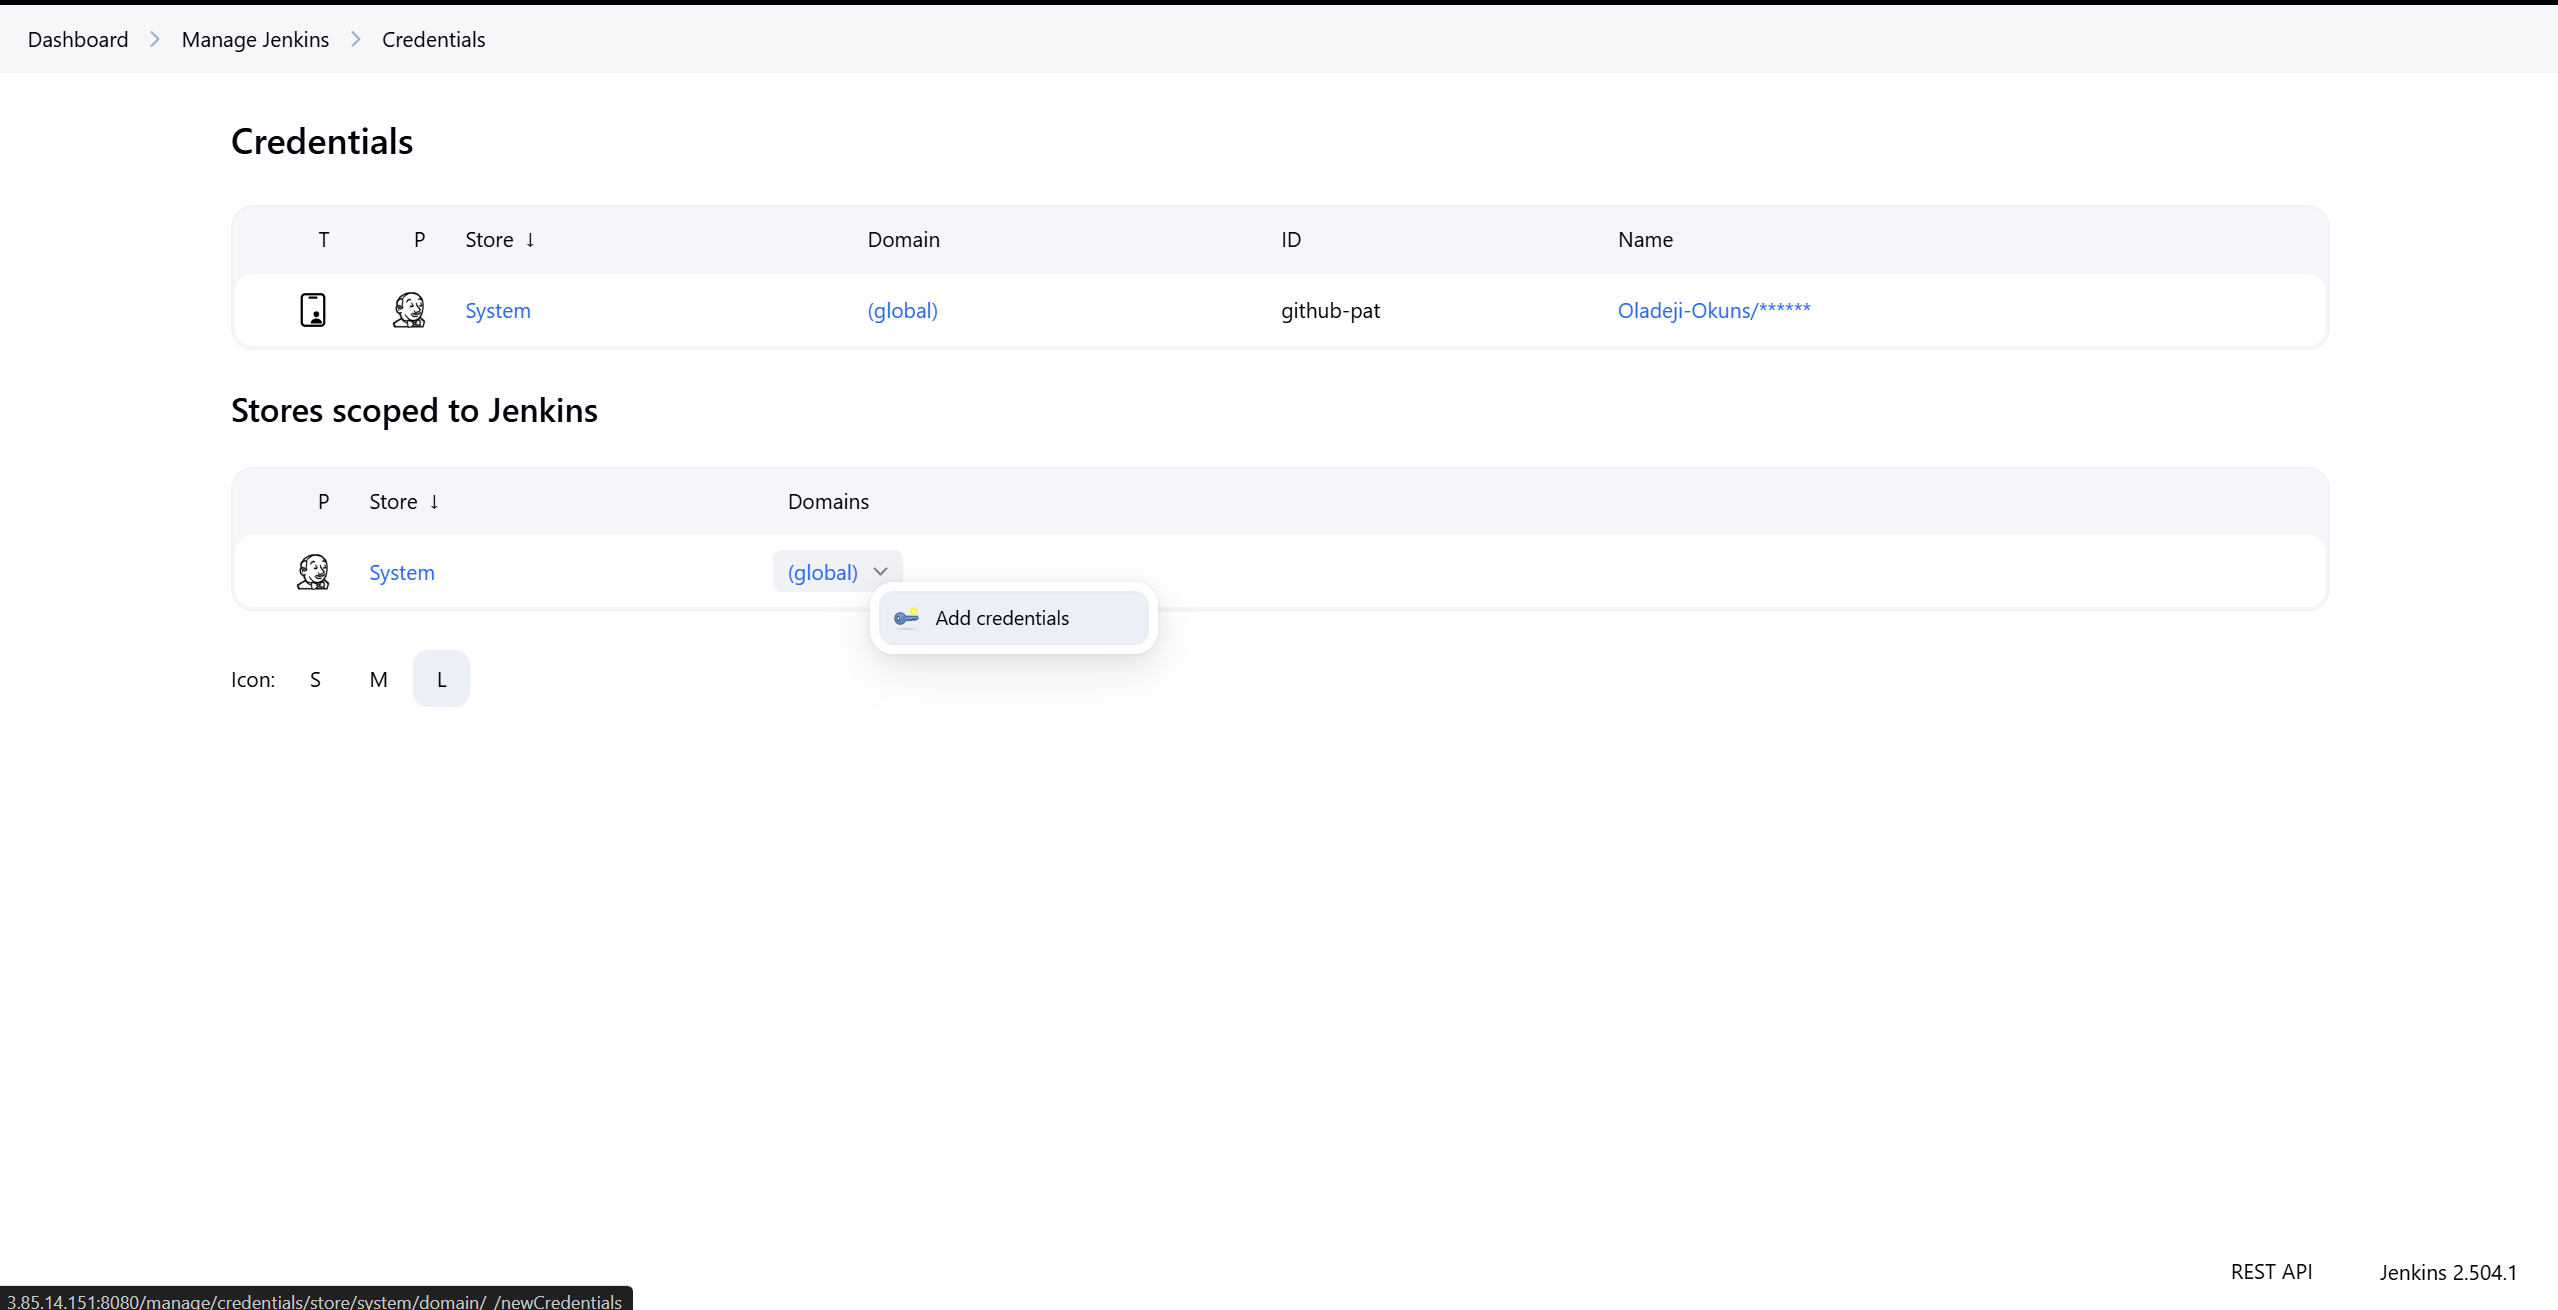 Dashboard > Manage Jenkins > Credentials
Credentials
T P Store ↓ Domain ID Name
System (global) github-pat Oladeji-Okuns/******
Stores scoped to Jenkins
P Store ↓ Domains
System (global)
Add credentials
Icon: S M L
REST API Jenkins 2.504.1
3.85.14.151:8080/manage/credentials/store/system/domain/_/newCredentials